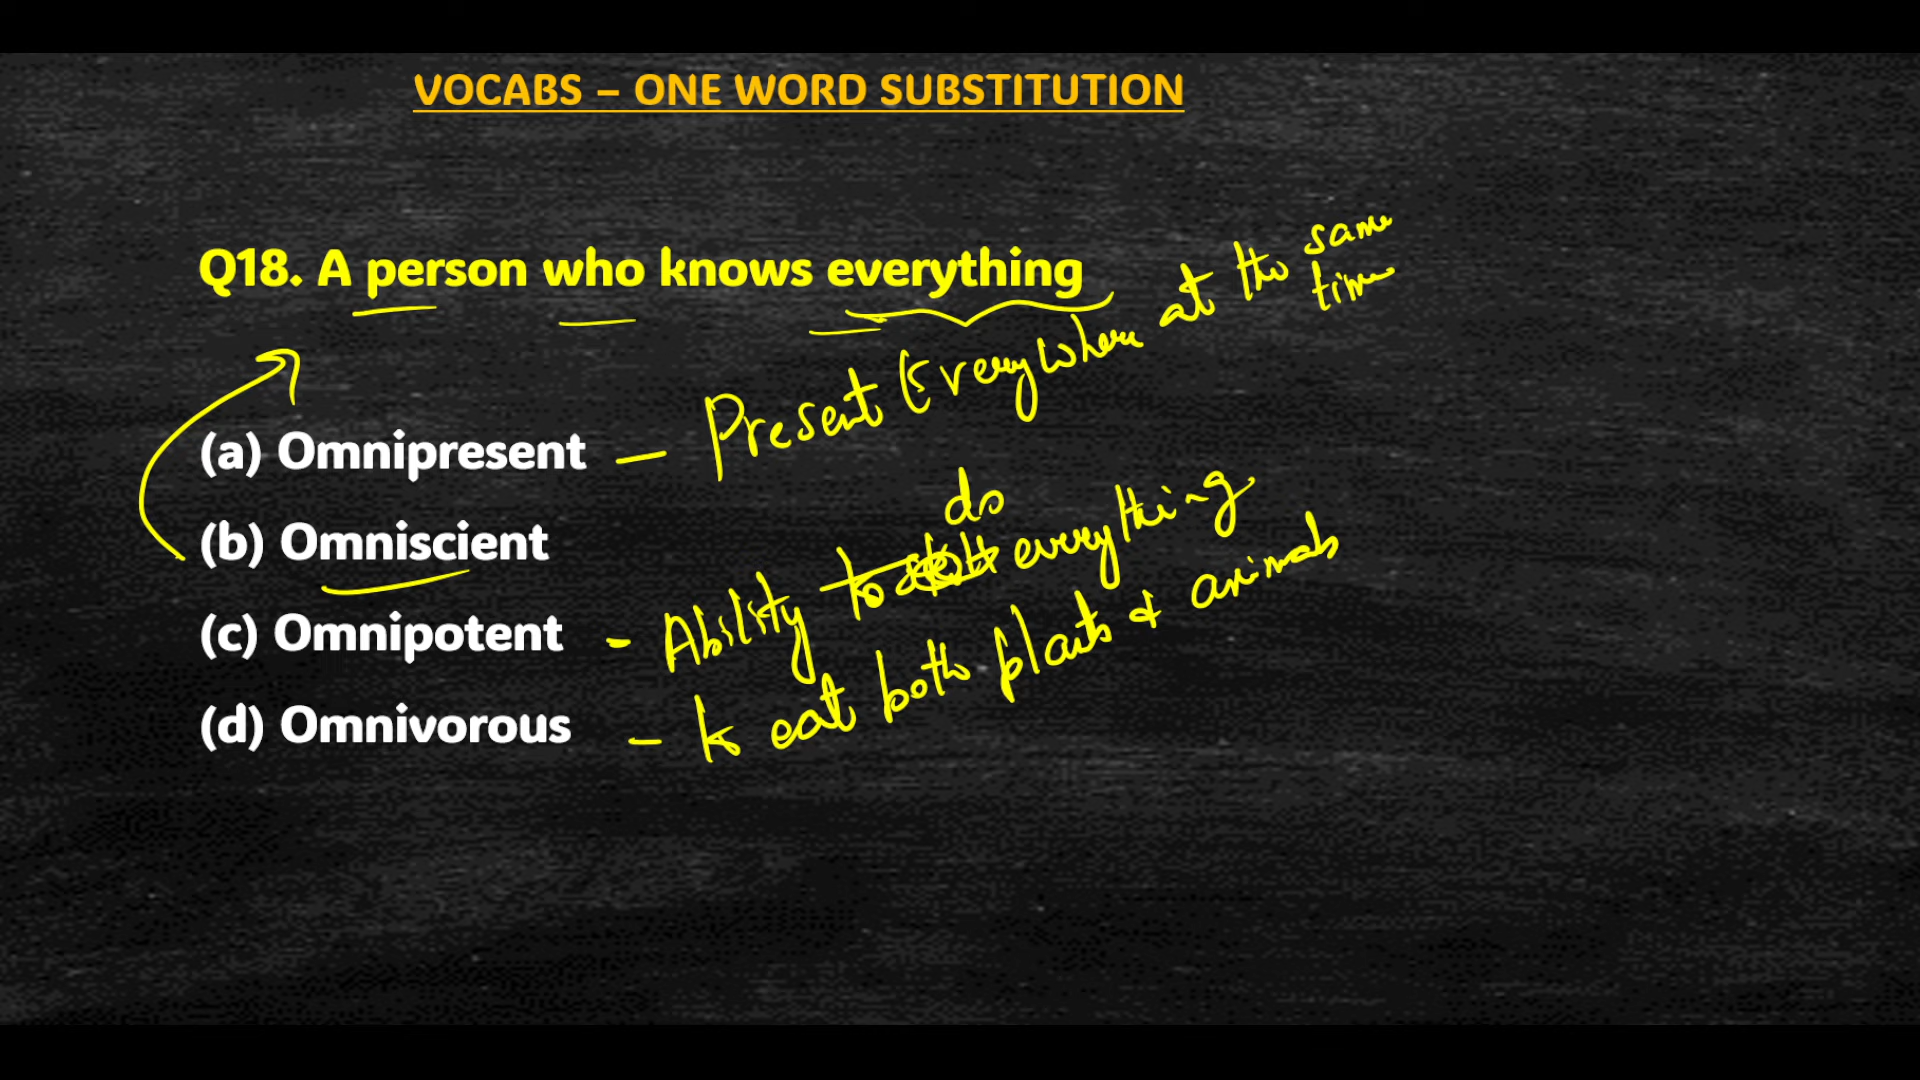 VOCABS – ONE WORD SUBSTITUTION
Q18. A person who knows everything
(a) Omnipresent – Present Everywhere at the same time
(b) Omniscient
(c) Omnipotent - Ability to do everything
(d) Omnivorous - to eat both plants & animals